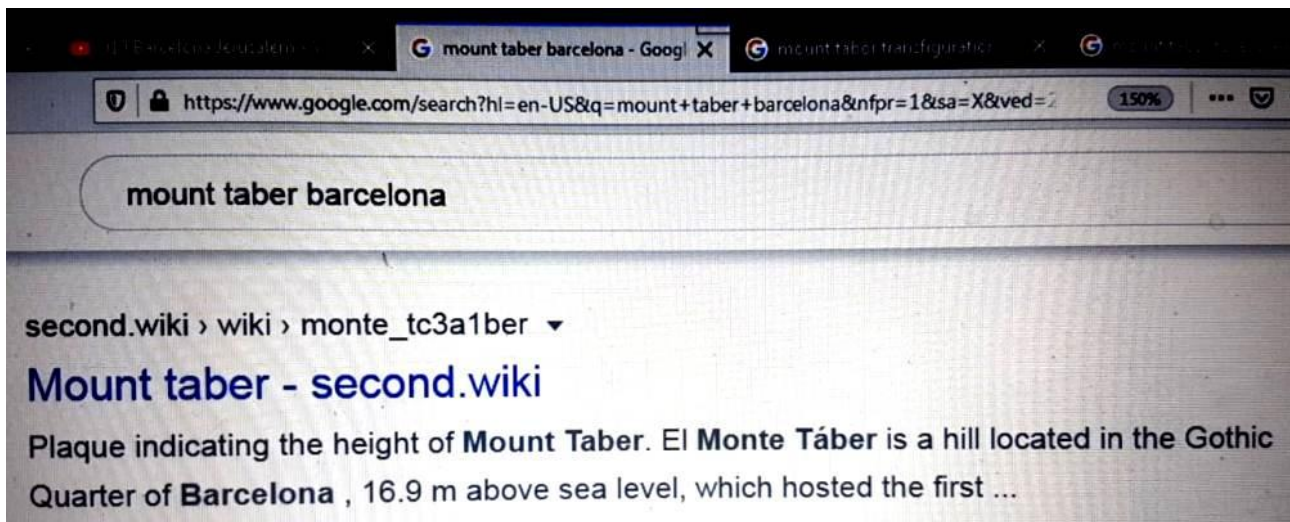 mount taber barcelona - Googl
mount tabor transfiguration
https://www.google.com/search?hl=en-US&q=mount+taber+barcelona&nfpr=1&sa=X&ved=2
150%
mount taber barcelona
second.wiki › wiki › monte_tc3a1ber
Mount taber - second.wiki
Plaque indicating the height of Mount Taber. El Monte Táber is a hill located in the Gothic
Quarter of Barcelona , 16.9 m above sea level, which hosted the first ...